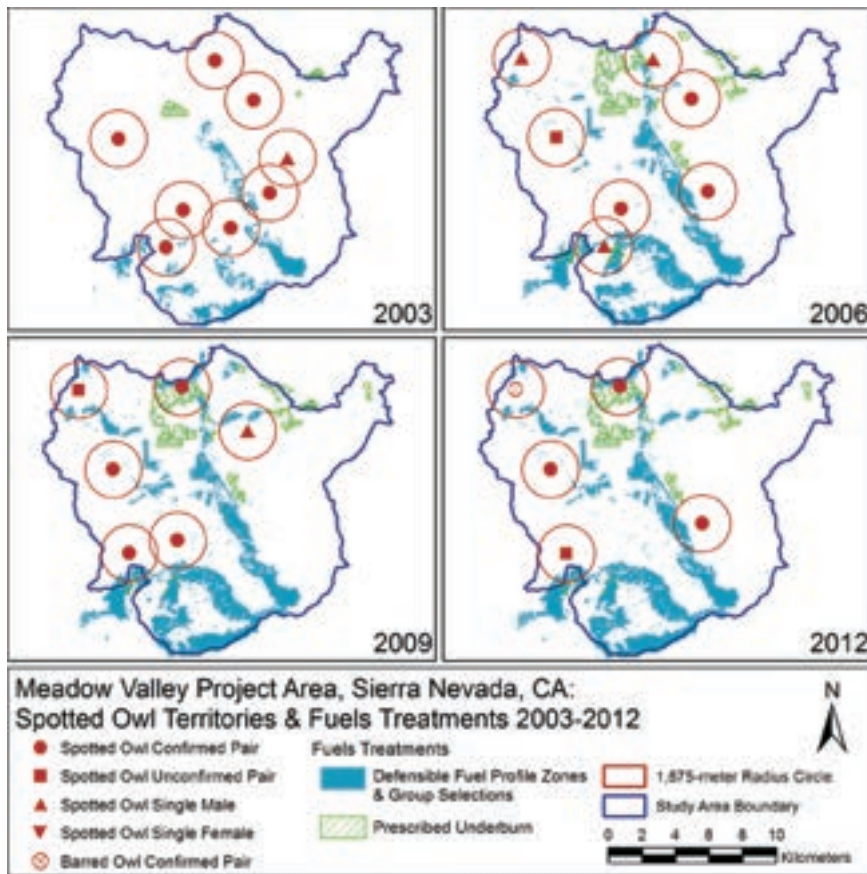 2003
2006
2009
2012
Meadow Valley Project Area, Sierra Nevada, CA:
Spotted Owl Territories & Fuels Treatments 2003-2012
N
Spotted Owl Confirmed Pair
Spotted Owl Unconfirmed Pair
Spotted Owl Single Male
Spotted Owl Single Female
Barred Owl Confirmed Pair
Fuels Treatments
Defensible Fuel Profile Zones
& Group Selections
Prescribed Underburn
1,575-meter Radius Circle
Study Area Boundary
0 2 4 6 8 10
Kilometers